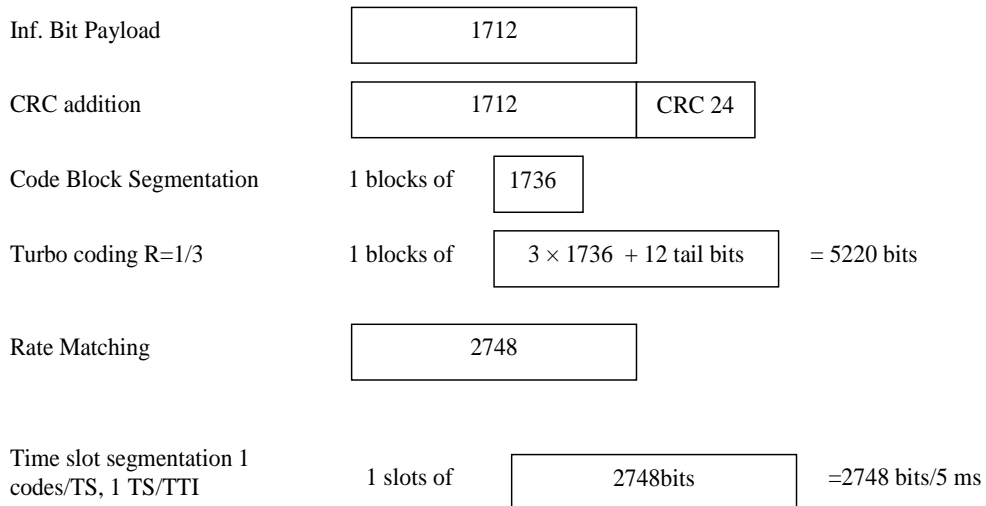 Inf. Bit Payload 1712
CRC addition 1712 CRC 24
Code Block Segmentation 1 blocks of 1736
Turbo coding R=1/3 1 blocks of 3 × 1736 + 12 tail bits = 5220 bits
Rate Matching 2748
Time slot segmentation 1
codes/TS, 1 TS/TTI 1 slots of 2748bits =2748 bits/5 ms